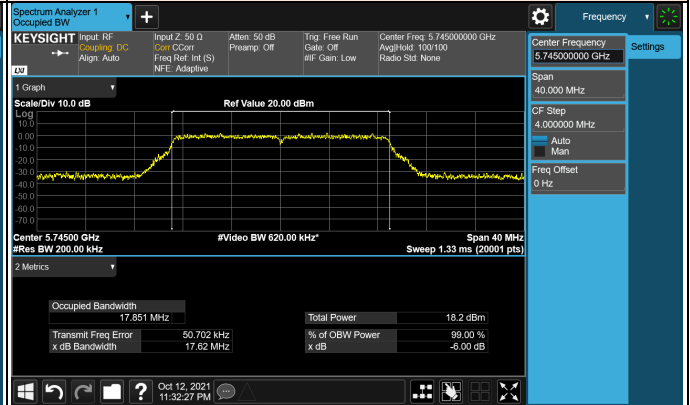 Spectrum Analyzer 1
Occupied BW
+
Frequency
KEYSIGHT
Input: RF
Coupling: DC
Align: Auto
Input Z: 50 Ω
Corr CCorr
Freq Ref: Int (S)
NFE: Adaptive
Atten: 50 dB
Preamp: Off
Trig: Free Run
Gate: Off
#IF Gain: Low
Center Freq: 5.745000000 GHz
Avg|Hold: 100/100
Radio Std: None
LXI
Center Frequency
5.745000000 GHz
Settings
Span
40.000 MHz
CF Step
4.000000 MHz
Auto
Man
Freq Offset
0 Hz
1 Graph
Scale/Div 10.0 dB
Ref Value 20.00 dBm
Log
10.0
0.00
-10.0
-20.0
-30.0
-40.0
-50.0
-60.0
-70.0
Center 5.74500 GHz
#Video BW 620.00 kHz*
Span 40 MHz
#Res BW 200.00 kHz
Sweep 1.33 ms (20001 pts)
2 Metrics
Occupied Bandwidth
17.851 MHz
Total Power 18.2 dBm
Transmit Freq Error 50.702 kHz
% of OBW Power 99.00 %
x dB Bandwidth 17.62 MHz
x dB -6.00 dB
?
Oct 12, 2021
11:32:27 PM